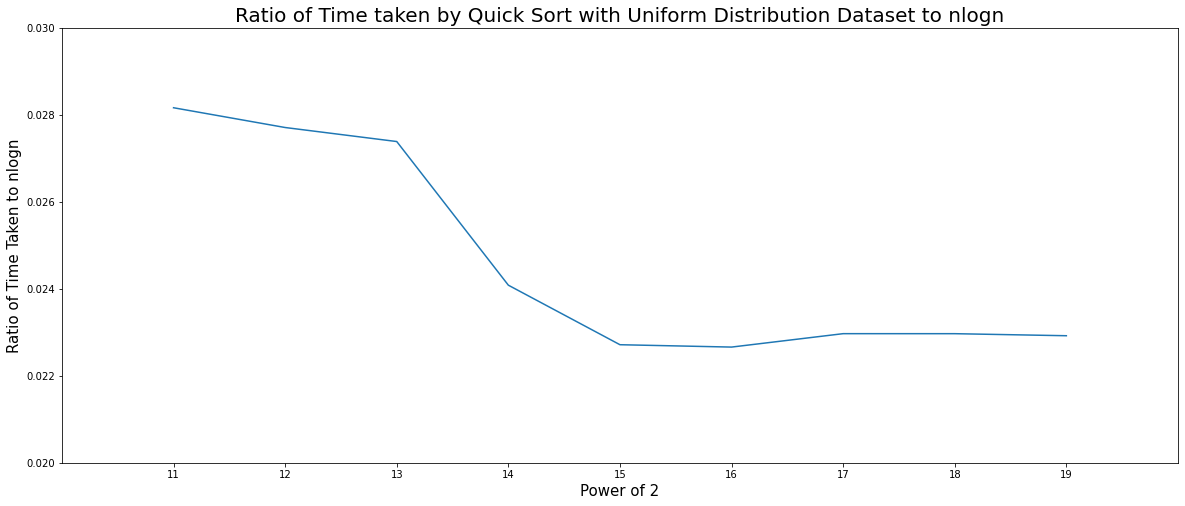 Ratio of Time taken by Quick Sort with Uniform Distribution Dataset to nlogn
Ratio of Time Taken to nlogn
0.030
0.028
0.026
0.024
0.022
0.020
11 12 13 14 15 16 17 18 19
Power of 2